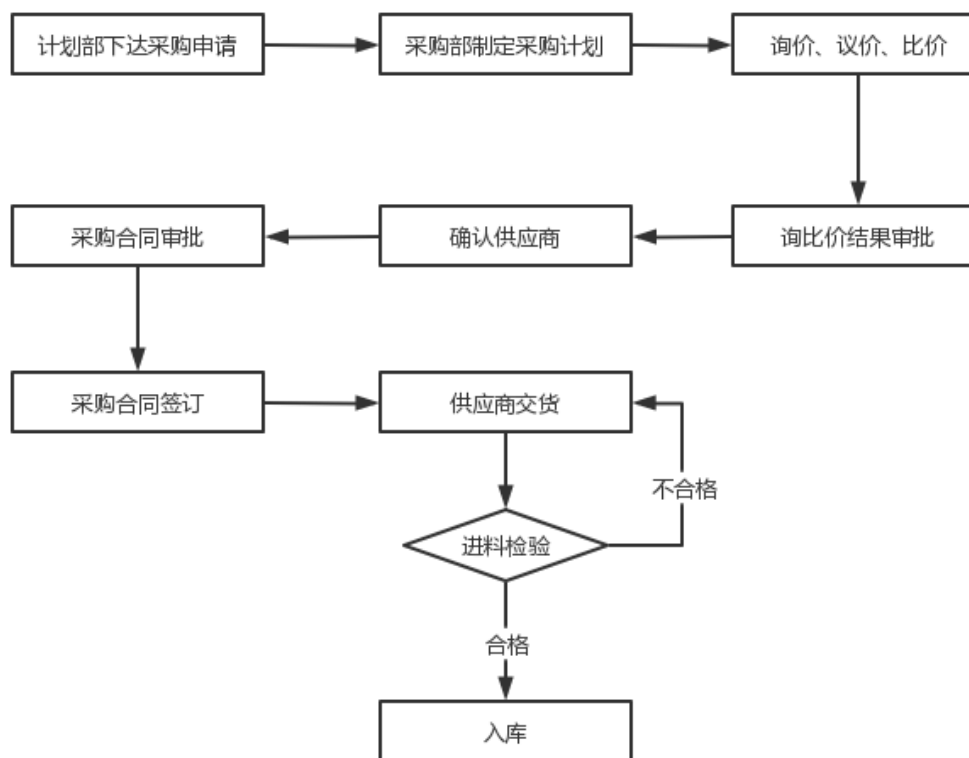 计划部下达采购申请
采购部制定采购计划
询价、议价、比价
采购合同审批
确认供应商
询比价结果审批
采购合同签订
供应商交货
不合格
进料检验
合格
入库